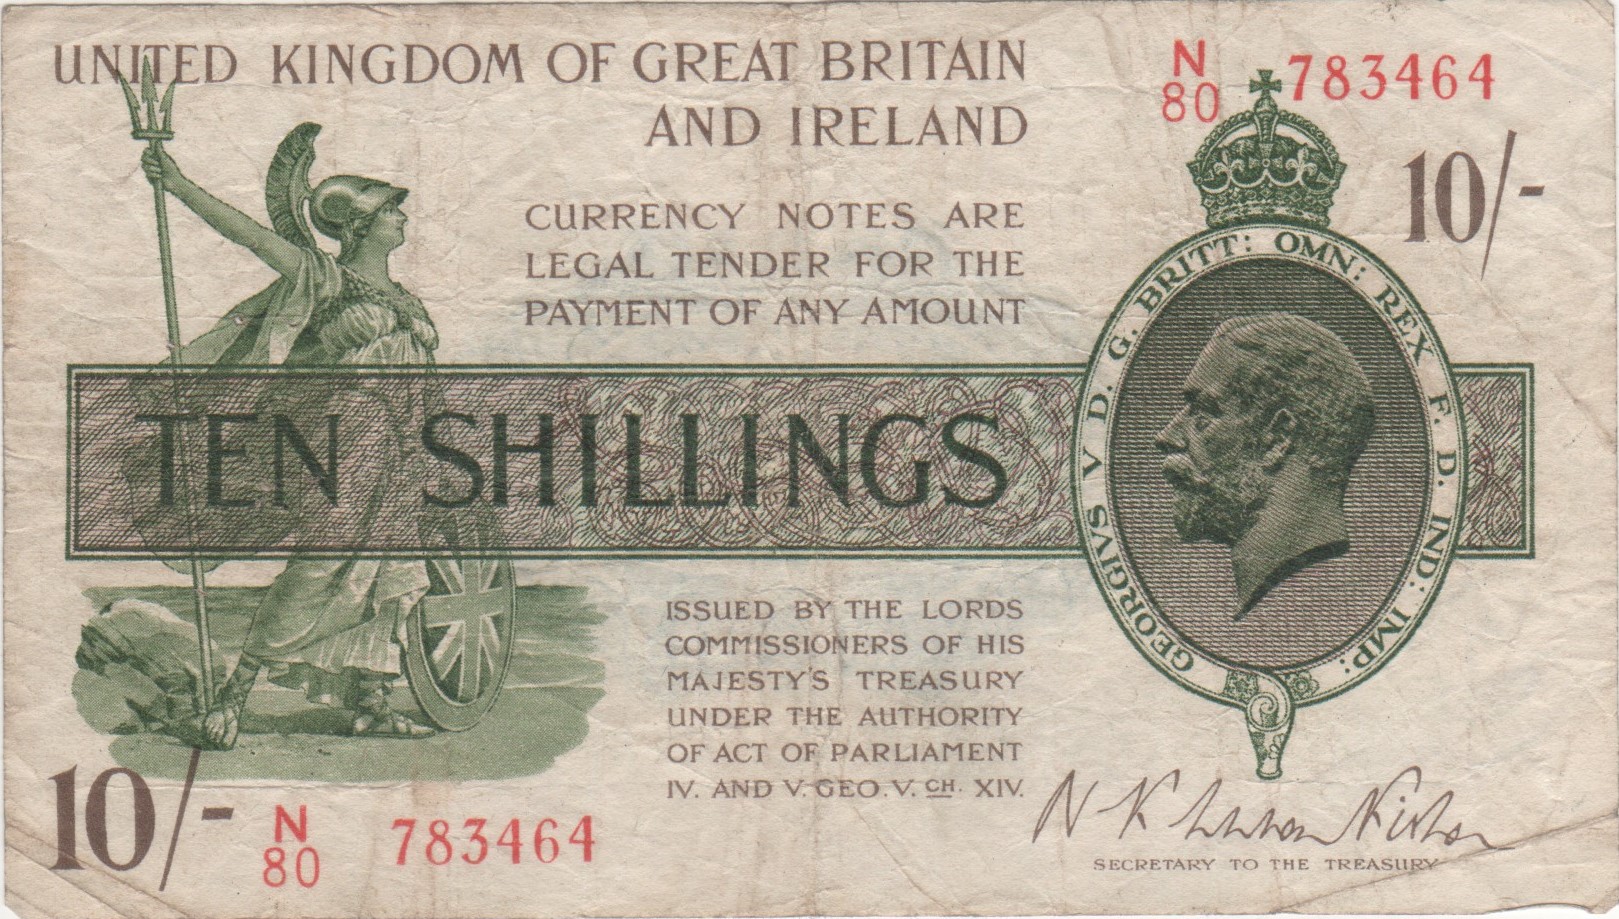 UNITED KINGDOM OF GREAT BRITAIN
AND IRELAND
N
80 783464
10/-
CURRENCY NOTES ARE
LEGAL TENDER FOR THE
PAYMENT OF ANY AMOUNT
GEORGIVS V D. G. BRITT: OMN: REX F. D. IND: IMP:
TEN SHILLINGS
ISSUED BY THE LORDS
COMMISSIONERS OF HIS
MAJESTY'S TREASURY
UNDER THE AUTHORITY
OF ACT OF PARLIAMENT
IV. AND V. GEO. V. CH. XIV.
10/-
N
80 783464
SECRETARY TO THE TREASURY